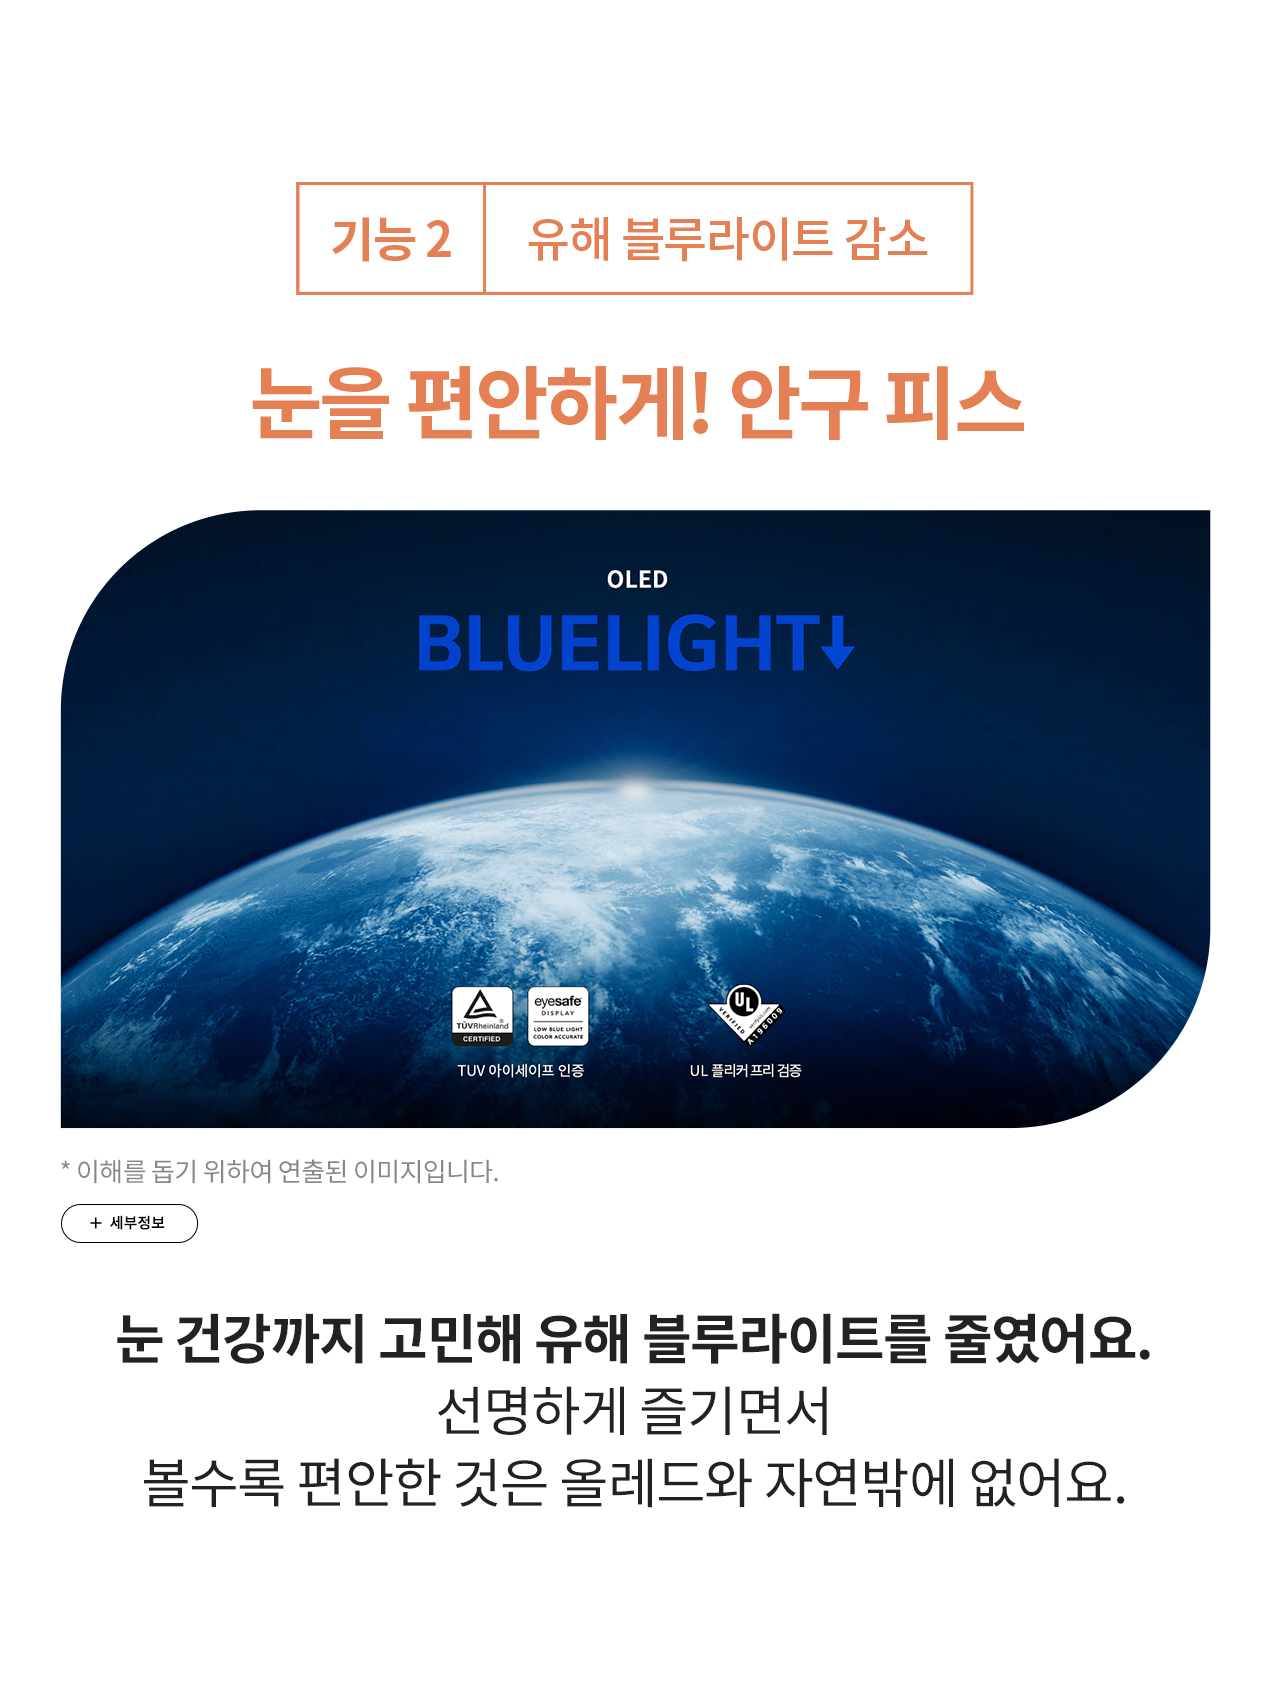 기능 2 유해 블루라이트 감소
눈을 편안하게! 안구 피스
OLED
BLUELIGHT↓
TÜVRheinland®
CERTIFIED
eyesafe®
DISPLAY
LOW BLUE LIGHT
COLOR ACCURATE
UL
VERIFIED
verify.UL.com
A196009
TUV 아이세이프 인증
UL 플리커 프리 검증
* 이해를 돕기 위하여 연출된 이미지입니다.
+ 세부정보
눈 건강까지 고민해 유해 블루라이트를 줄였어요.
선명하게 즐기면서
볼수록 편안한 것은 올레드와 자연밖에 없어요.